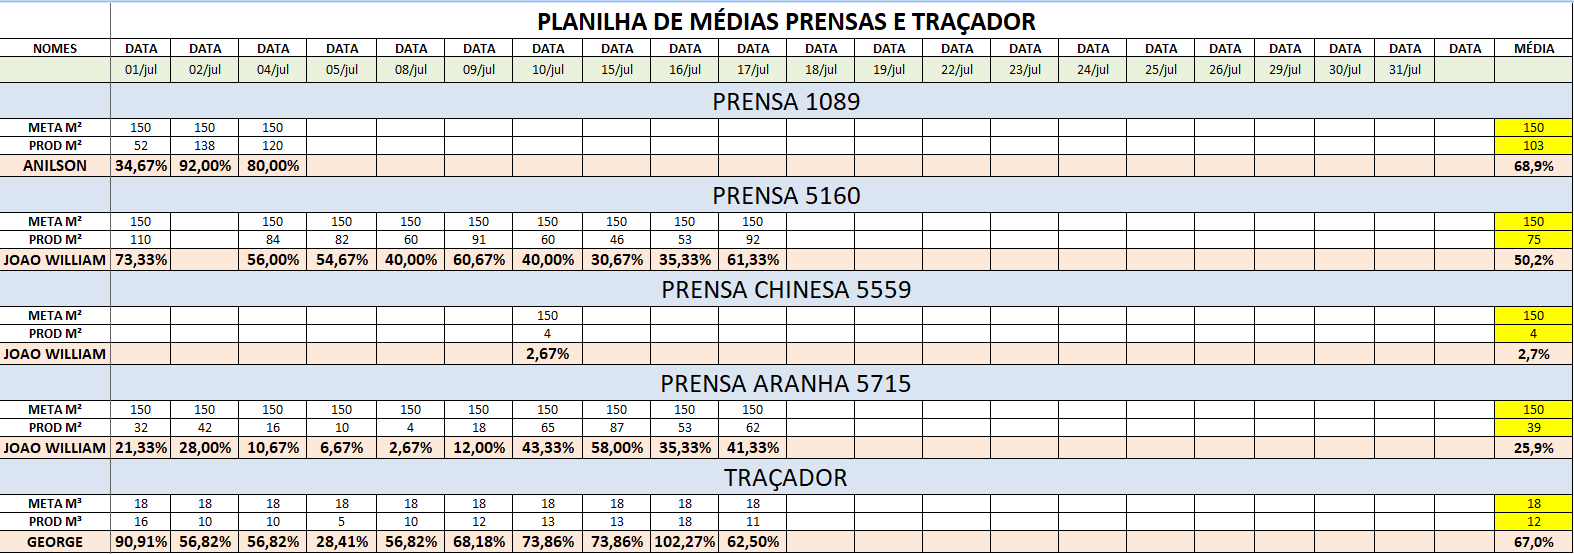 PLANILHA DE MÉDIAS PRENSAS E TRAÇADOR
NOMES DATA DATA DATA DATA DATA DATA DATA DATA DATA DATA DATA DATA DATA DATA DATA DATA DATA DATA DATA DATA DATA MÉDIA
01/jul 02/jul 04/jul 05/jul 08/jul 09/jul 10/jul 15/jul 16/jul 17/jul 18/jul 19/jul 22/jul 23/jul 24/jul 25/jul 26/jul 29/jul 30/jul 31/jul
PRENSA 1089
META M² 150 150 150 150
PROD M² 52 138 120 103
ANILSON 34,67% 92,00% 80,00% 68,9%
PRENSA 5160
META M² 150 150 150 150 150 150 150 150 150 150
PROD M² 110 84 82 60 91 60 46 53 92 75
JOAO WILLIAM 73,33% 56,00% 54,67% 40,00% 60,67% 40,00% 30,67% 35,33% 61,33% 50,2%
PRENSA CHINESA 5559
META M² 150 150
PROD M² 4 4
JOAO WILLIAM 2,67% 2,7%
PRENSA ARANHA 5715
META M² 150 150 150 150 150 150 150 150 150 150 150
PROD M² 32 42 16 10 4 18 65 87 53 62 39
JOAO WILLIAM 21,33% 28,00% 10,67% 6,67% 2,67% 12,00% 43,33% 58,00% 35,33% 41,33% 25,9%
TRAÇADOR
META M³ 18 18 18 18 18 18 18 18 18 18 18
PROD M³ 16 10 10 5 10 12 13 13 18 11 12
GEORGE 90,91% 56,82% 56,82% 28,41% 56,82% 68,18% 73,86% 73,86% 102,27% 62,50% 67,0%